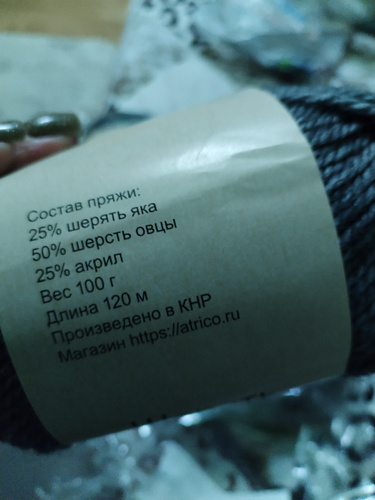 Состав пряжи:
25% шерять яка
50% шерсть овцы
25% акрил
Вес 100 г
Длина 120 м
Произведено в КНР
Магазин https://atrico.ru